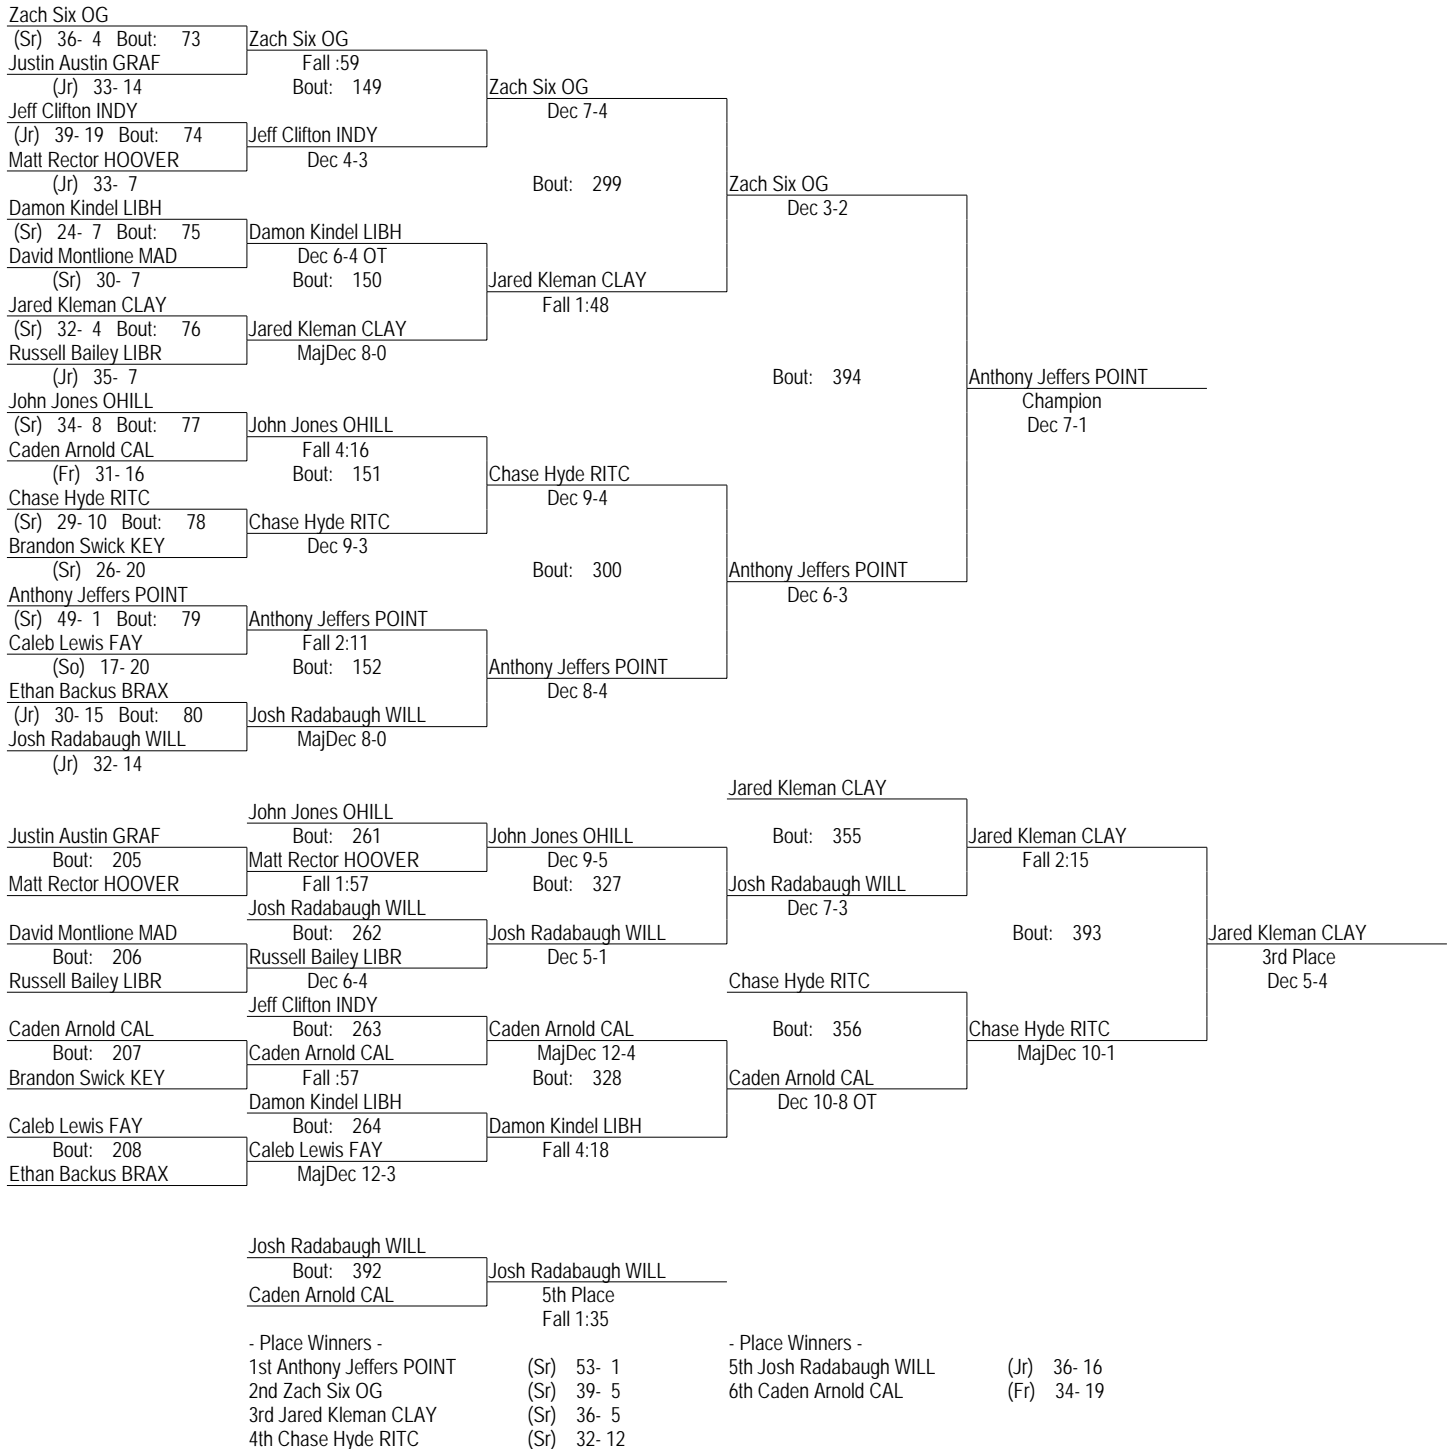 Zach Six OG
(Sr) 36- 4 Bout: 73 Zach Six OG
Justin Austin GRAF Fall :59
(Jr) 33- 14 Bout: 149 Zach Six OG
Jeff Clifton INDY Dec 7-4
(Jr) 39- 19 Bout: 74 Jeff Clifton INDY
Matt Rector HOOVER Dec 4-3
(Jr) 33- 7 Bout: 299 Zach Six OG
Damon Kindel LIBH Dec 3-2
(Sr) 24- 7 Bout: 75 Damon Kindel LIBH
David Montlione MAD Dec 6-4 OT
(Sr) 30- 7 Bout: 150 Jared Kleman CLAY
Jared Kleman CLAY Fall 1:48
(Sr) 32- 4 Bout: 76 Jared Kleman CLAY
Russell Bailey LIBR MajDec 8-0
(Jr) 35- 7 Bout: 394 Anthony Jeffers POINT
John Jones OHILL Champion
(Sr) 34- 8 Bout: 77 John Jones OHILL Dec 7-1
Caden Arnold CAL Fall 4:16
(Fr) 31- 16 Bout: 151 Chase Hyde RITC
Chase Hyde RITC Dec 9-4
(Sr) 29- 10 Bout: 78 Chase Hyde RITC
Brandon Swick KEY Dec 9-3
(Sr) 26- 20 Bout: 300 Anthony Jeffers POINT
Anthony Jeffers POINT Dec 6-3
(Sr) 49- 1 Bout: 79 Anthony Jeffers POINT
Caleb Lewis FAY Fall 2:11
(So) 17- 20 Bout: 152 Anthony Jeffers POINT
Ethan Backus BRAX Dec 8-4
(Jr) 30- 15 Bout: 80 Josh Radabaugh WILL
Josh Radabaugh WILL MajDec 8-0
(Jr) 32- 14
Jared Kleman CLAY
John Jones OHILL
Justin Austin GRAF Bout: 261 John Jones OHILL Bout: 355 Jared Kleman CLAY
Bout: 205 Matt Rector HOOVER Dec 9-5 Fall 2:15
Matt Rector HOOVER Fall 1:57 Bout: 327 Josh Radabaugh WILL
Josh Radabaugh WILL Dec 7-3
David Montlione MAD Bout: 262 Josh Radabaugh WILL Bout: 393 Jared Kleman CLAY
Bout: 206 Russell Bailey LIBR Dec 5-1 3rd Place
Russell Bailey LIBR Dec 6-4 Chase Hyde RITC Dec 5-4
Jeff Clifton INDY
Caden Arnold CAL Bout: 263 Caden Arnold CAL Bout: 356 Chase Hyde RITC
Bout: 207 Caden Arnold CAL MajDec 12-4 MajDec 10-1
Brandon Swick KEY Fall :57 Bout: 328 Caden Arnold CAL
Damon Kindel LIBH Dec 10-8 OT
Caleb Lewis FAY Bout: 264 Damon Kindel LIBH
Bout: 208 Caleb Lewis FAY Fall 4:18
Ethan Backus BRAX MajDec 12-3
Josh Radabaugh WILL
Bout: 392 Josh Radabaugh WILL
Caden Arnold CAL 5th Place
Fall 1:35
- Place Winners - - Place Winners -
1st Anthony Jeffers POINT (Sr) 53- 1 5th Josh Radabaugh WILL (Jr) 36- 16
2nd Zach Six OG (Sr) 39- 5 6th Caden Arnold CAL (Fr) 34- 19
3rd Jared Kleman CLAY (Sr) 36- 5
4th Chase Hyde RITC (Sr) 32- 12